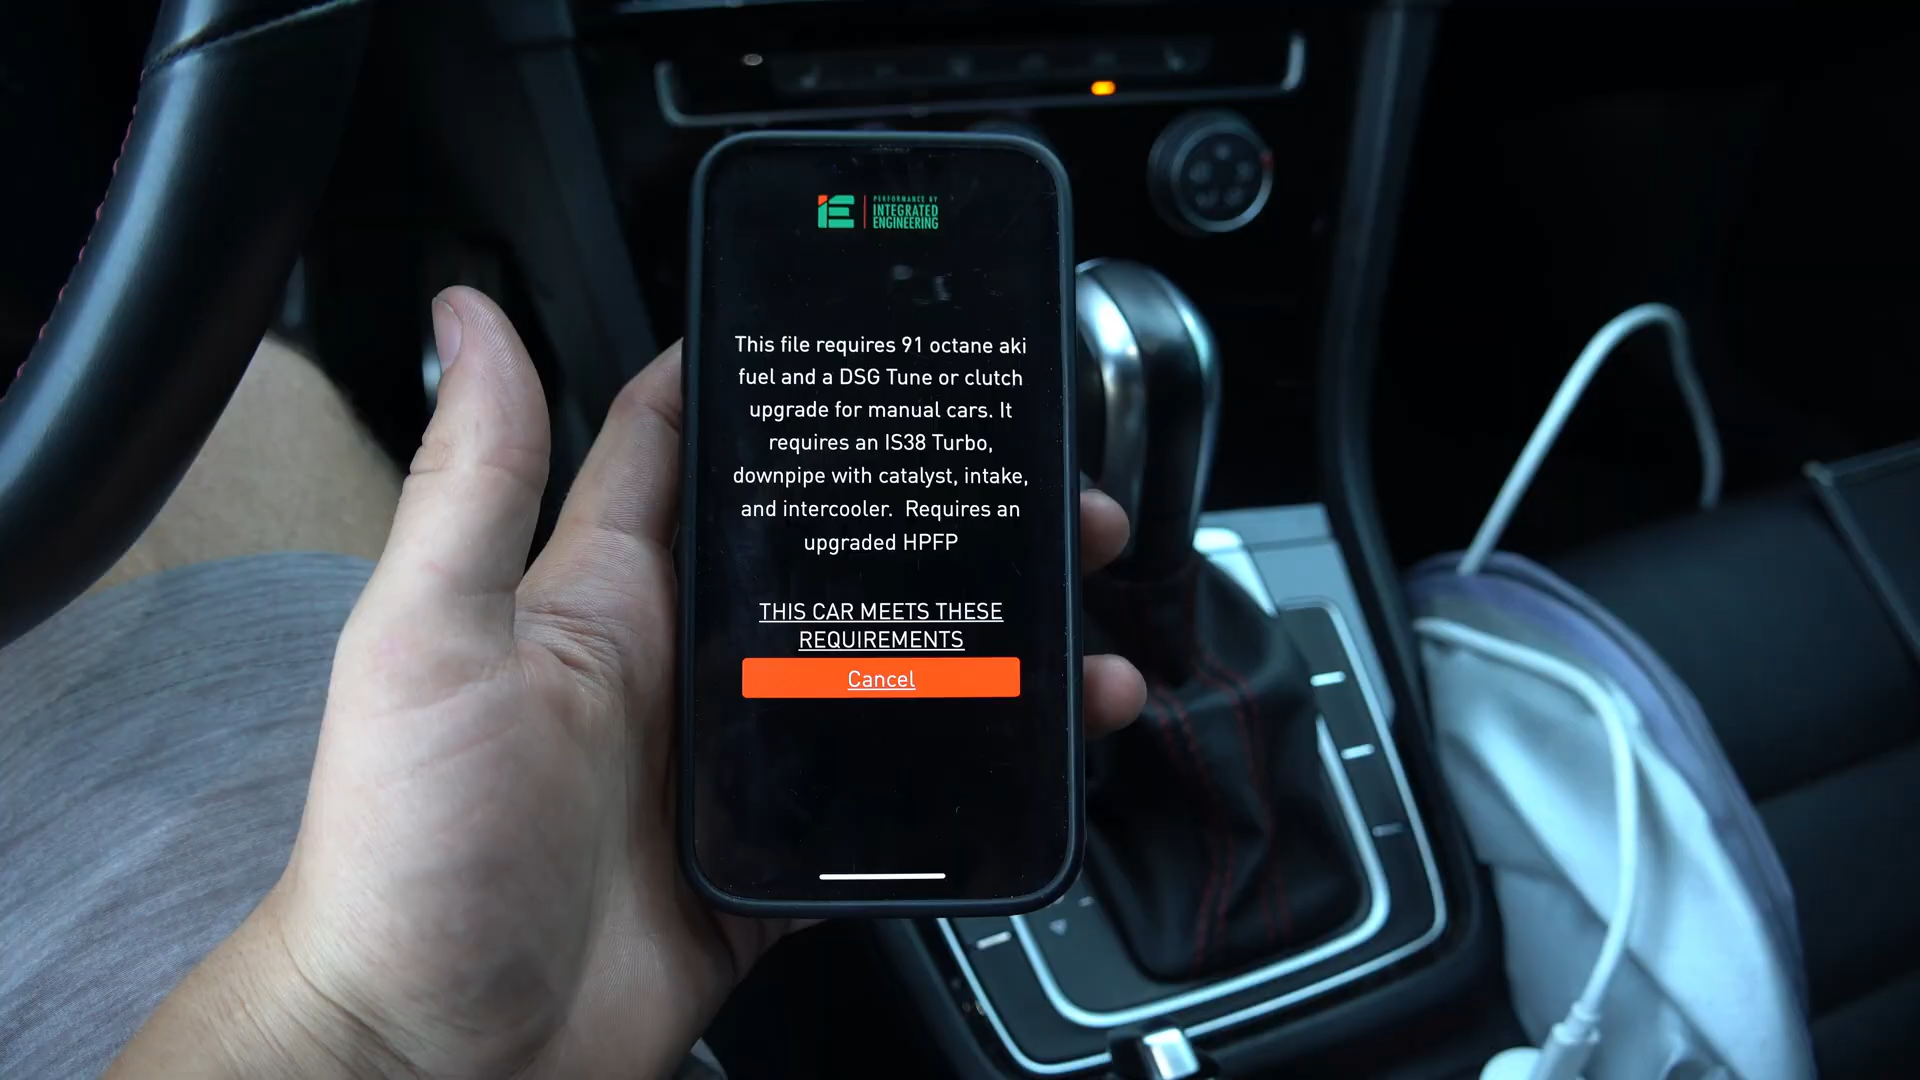 PERFORMANCE BY
INTEGRATED
ENGINEERING
This file requires 91 octane aki
fuel and a DSG Tune or clutch
upgrade for manual cars. It
requires an IS38 Turbo,
downpipe with catalyst, intake,
and intercooler. Requires an
upgraded HPFP
THIS CAR MEETS THESE
REQUIREMENTS
Cancel